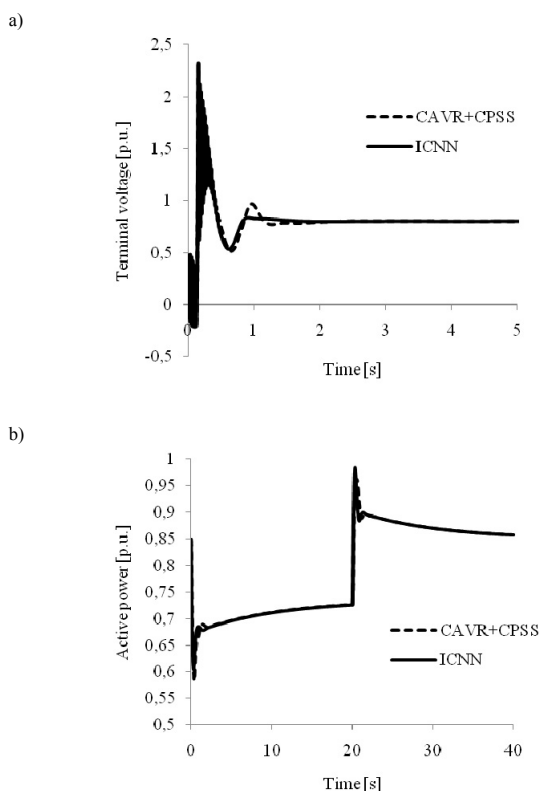 a)
2,5
2
1,5
1
0,5
0
-0,5
Terminal voltage [p.u.]
CAVR+CPSS
ICNN
0 1 2 3 4 5
Time [s]
b)
1
0,95
0,9
0,85
0,8
0,75
0,7
0,65
0,6
0,55
0,5
Active power [p.u.]
CAVR+CPSS
ICNN
0 10 20 30 40
Time [s]